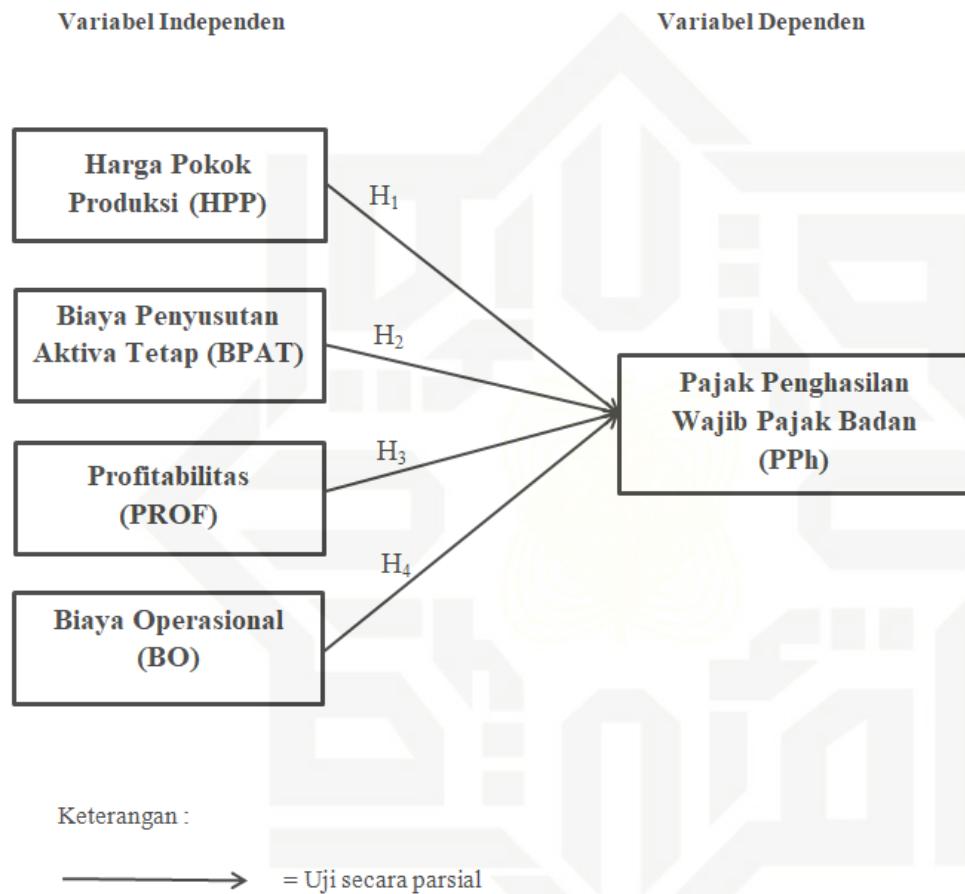 Variabel Independen
Variabel Dependen
Harga Pokok
Produksi (HPP)
H₁
Biaya Penyusutan
Aktiva Tetap (BPAT)
H₂
Pajak Penghasilan
Wajib Pajak Badan
(PPh)
Profitabilitas
(PROF)
H₃
Biaya Operasional
(BO)
H₄
Keterangan :
= Uji secara parsial